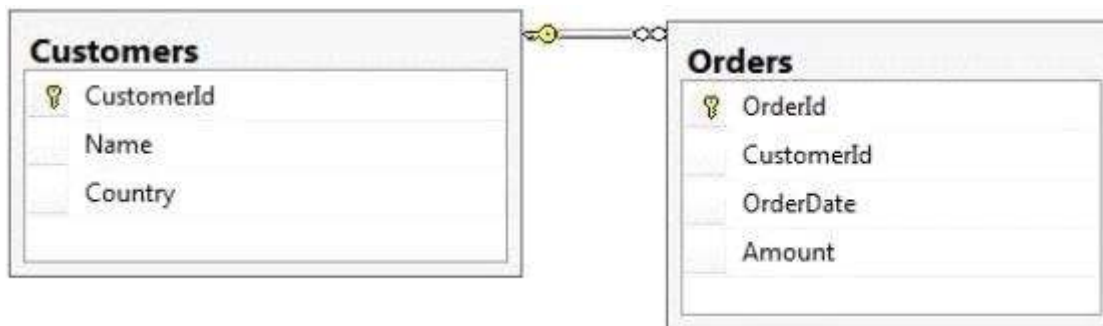 Customers
CustomerId
Name
Country
Orders
OrderId
CustomerId
OrderDate
Amount